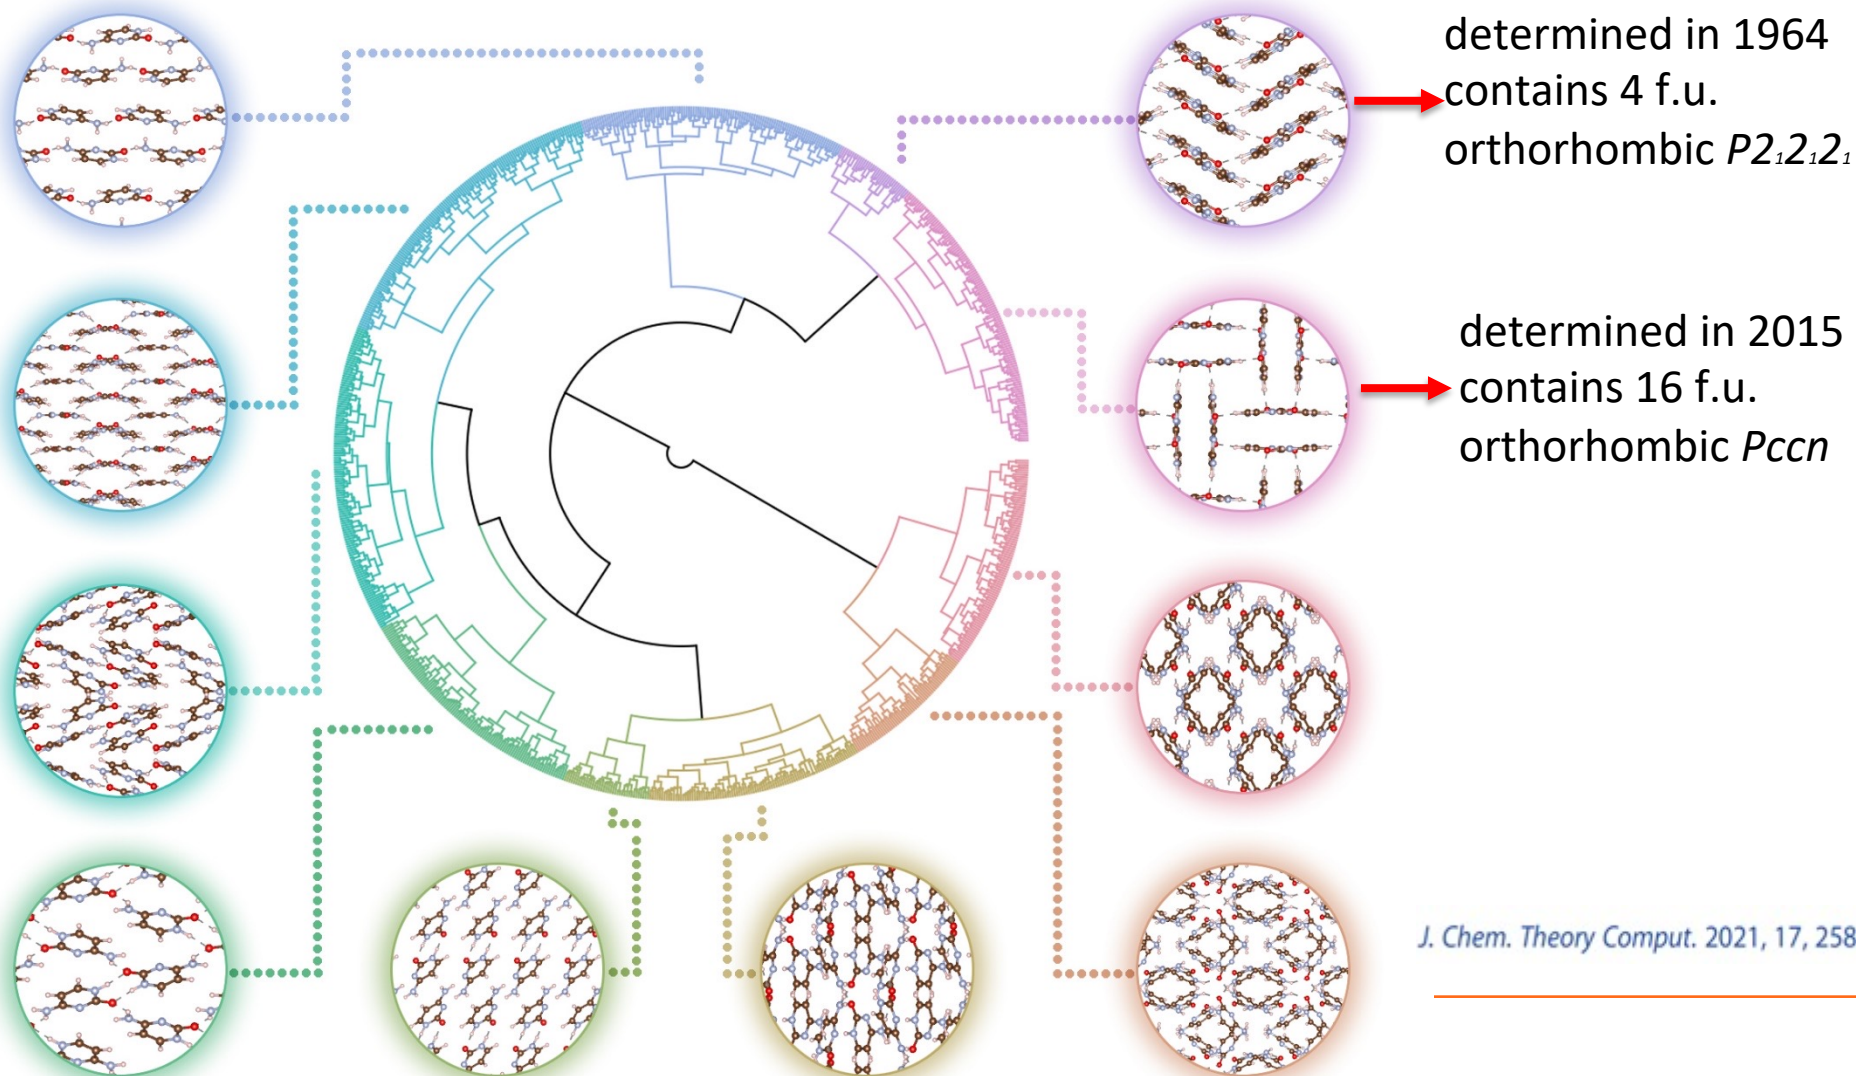 determined in 1964
contains 4 f.u.
orthorhombic P2₁2₁2₁
determined in 2015
contains 16 f.u.
orthorhombic Pccn
J. Chem. Theory Comput. 2021, 17, 258